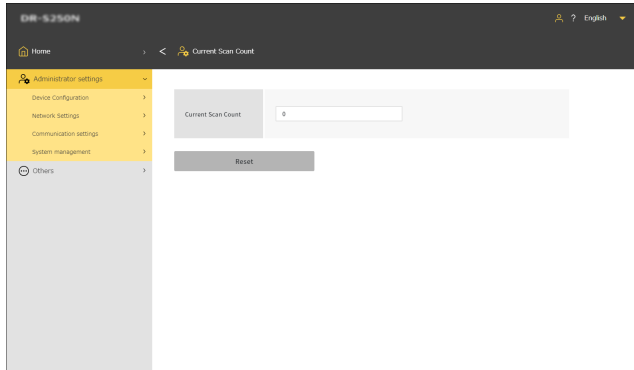 DR-S250N
? English
Home
Current Scan Count
Administrator settings
Device Configuration
Network Settings
Communication settings
System management
Others
Current Scan Count
0
Reset